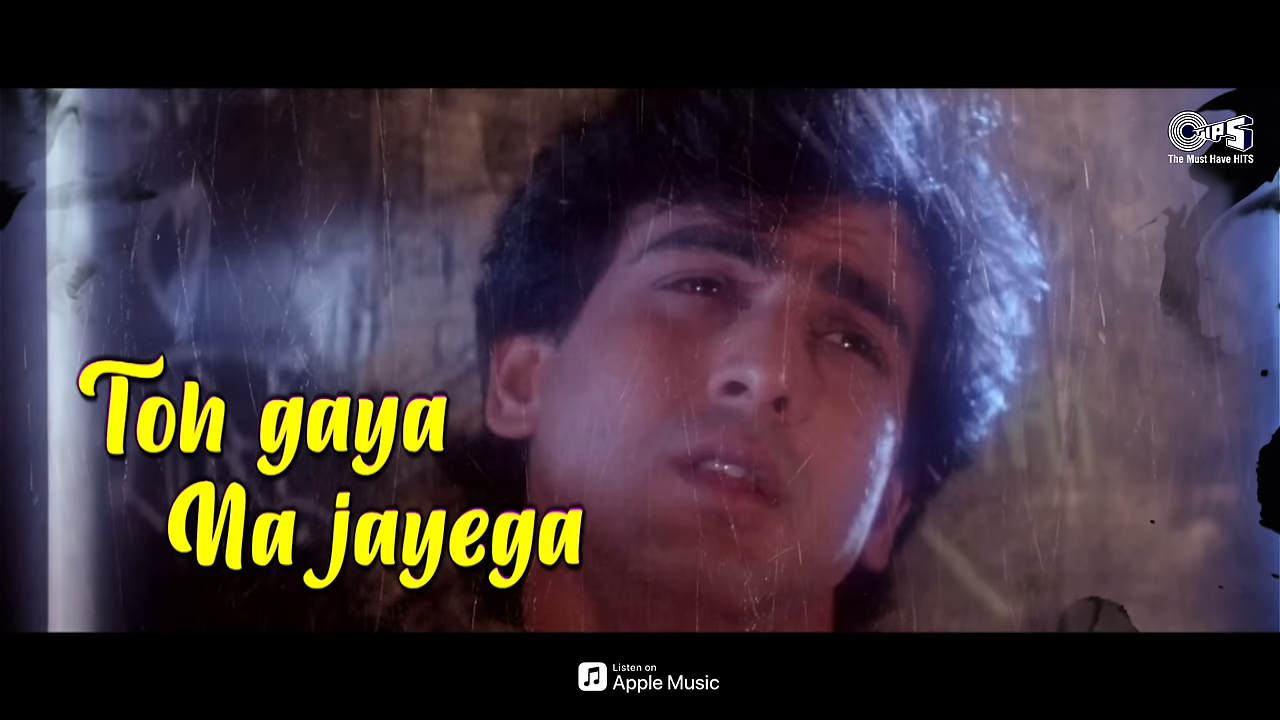 TIPS
The Must Have HITS
Toh gaya
Na jayega
Listen on
Apple Music